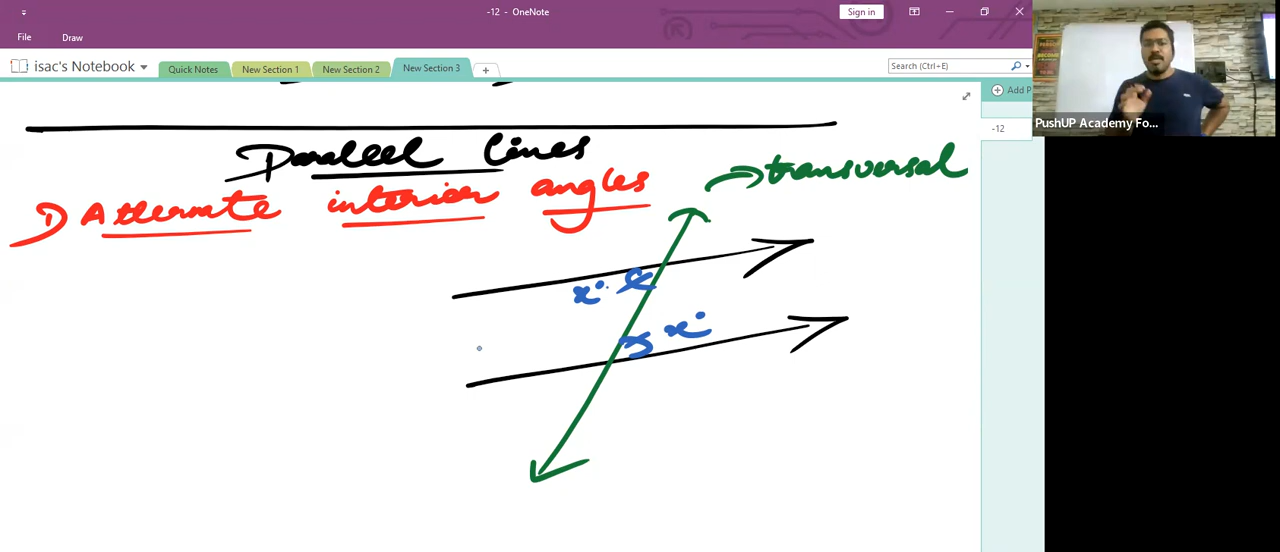 -12 - OneNote
Sign in
File
Draw
isac's Notebook
Quick Notes
New Section 1
New Section 2
New Section 3
+
Search (Ctrl+E)
Add P
-12
PushUP Academy Fo...
Parallel lines
1) Alternate interior angles
transversal
x°
x°